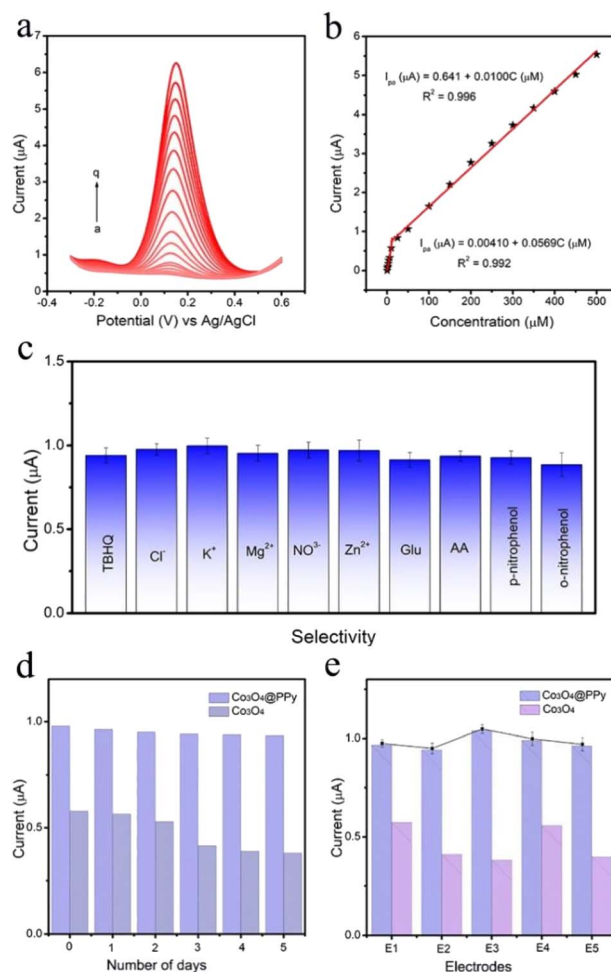 a
7
6
5
4
3
2
1
0
q
a
-0.4 -0.2 0.0 0.2 0.4 0.6
Current (μA)
Potential (V) vs Ag/AgCl
b
6
5
4
3
2
1
0
Ipa (μA) = 0.641 + 0.0100C (μM)
R² = 0.996
Ipa (μA) = 0.00410 + 0.0569C (μM)
R² = 0.992
0 100 200 300 400 500
Current (μA)
Concentration (μM)
c
1.5
1.0
0.5
0.0
Current (μA)
TBHQ
Cl⁻
K⁺
Mg²⁺
NO³⁻
Zn²⁺
Glu
AA
p-nitrophenol
o-nitrophenol
Selectivity
d
Co₃O₄@PPy
Co₃O₄
1.0
0.5
0.0
Current (μA)
0 1 2 3 4 5
Number of days
e
Co₃O₄@PPy
Co₃O₄
1.0
0.5
0.0
Current (μA)
E1 E2 E3 E4 E5
Electrodes